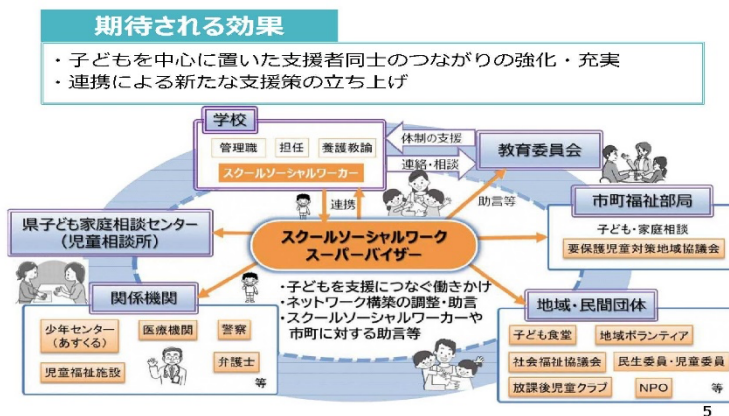 期待される効果
・子どもを中心に置いた支援者同士のつながりの強化・充実
・連携による新たな支援策の立ち上げ
学校
管理職 担任 養護教諭
スクールソーシャルワーカー
体制の支援
連絡・相談
教育委員会
連携
助言等
市町福祉部局
子ども・家庭相談
要保護児童対策地域協議会
県子ども家庭相談センター
(児童相談所)
スクールソーシャルワーク
スーパーバイザー
・子どもを支援につなぐ働きかけ
・ネットワーク構築の調整・助言
・スクールソーシャルワーカーや
市町に対する助言等
関係機関
少年センター
(あすくる)
医療機関
警察
児童福祉施設
弁護士
等
地域・民間団体
子ども食堂 地域ボランティア
社会福祉協議会 民生委員・児童委員
放課後児童クラブ NPO 等
5